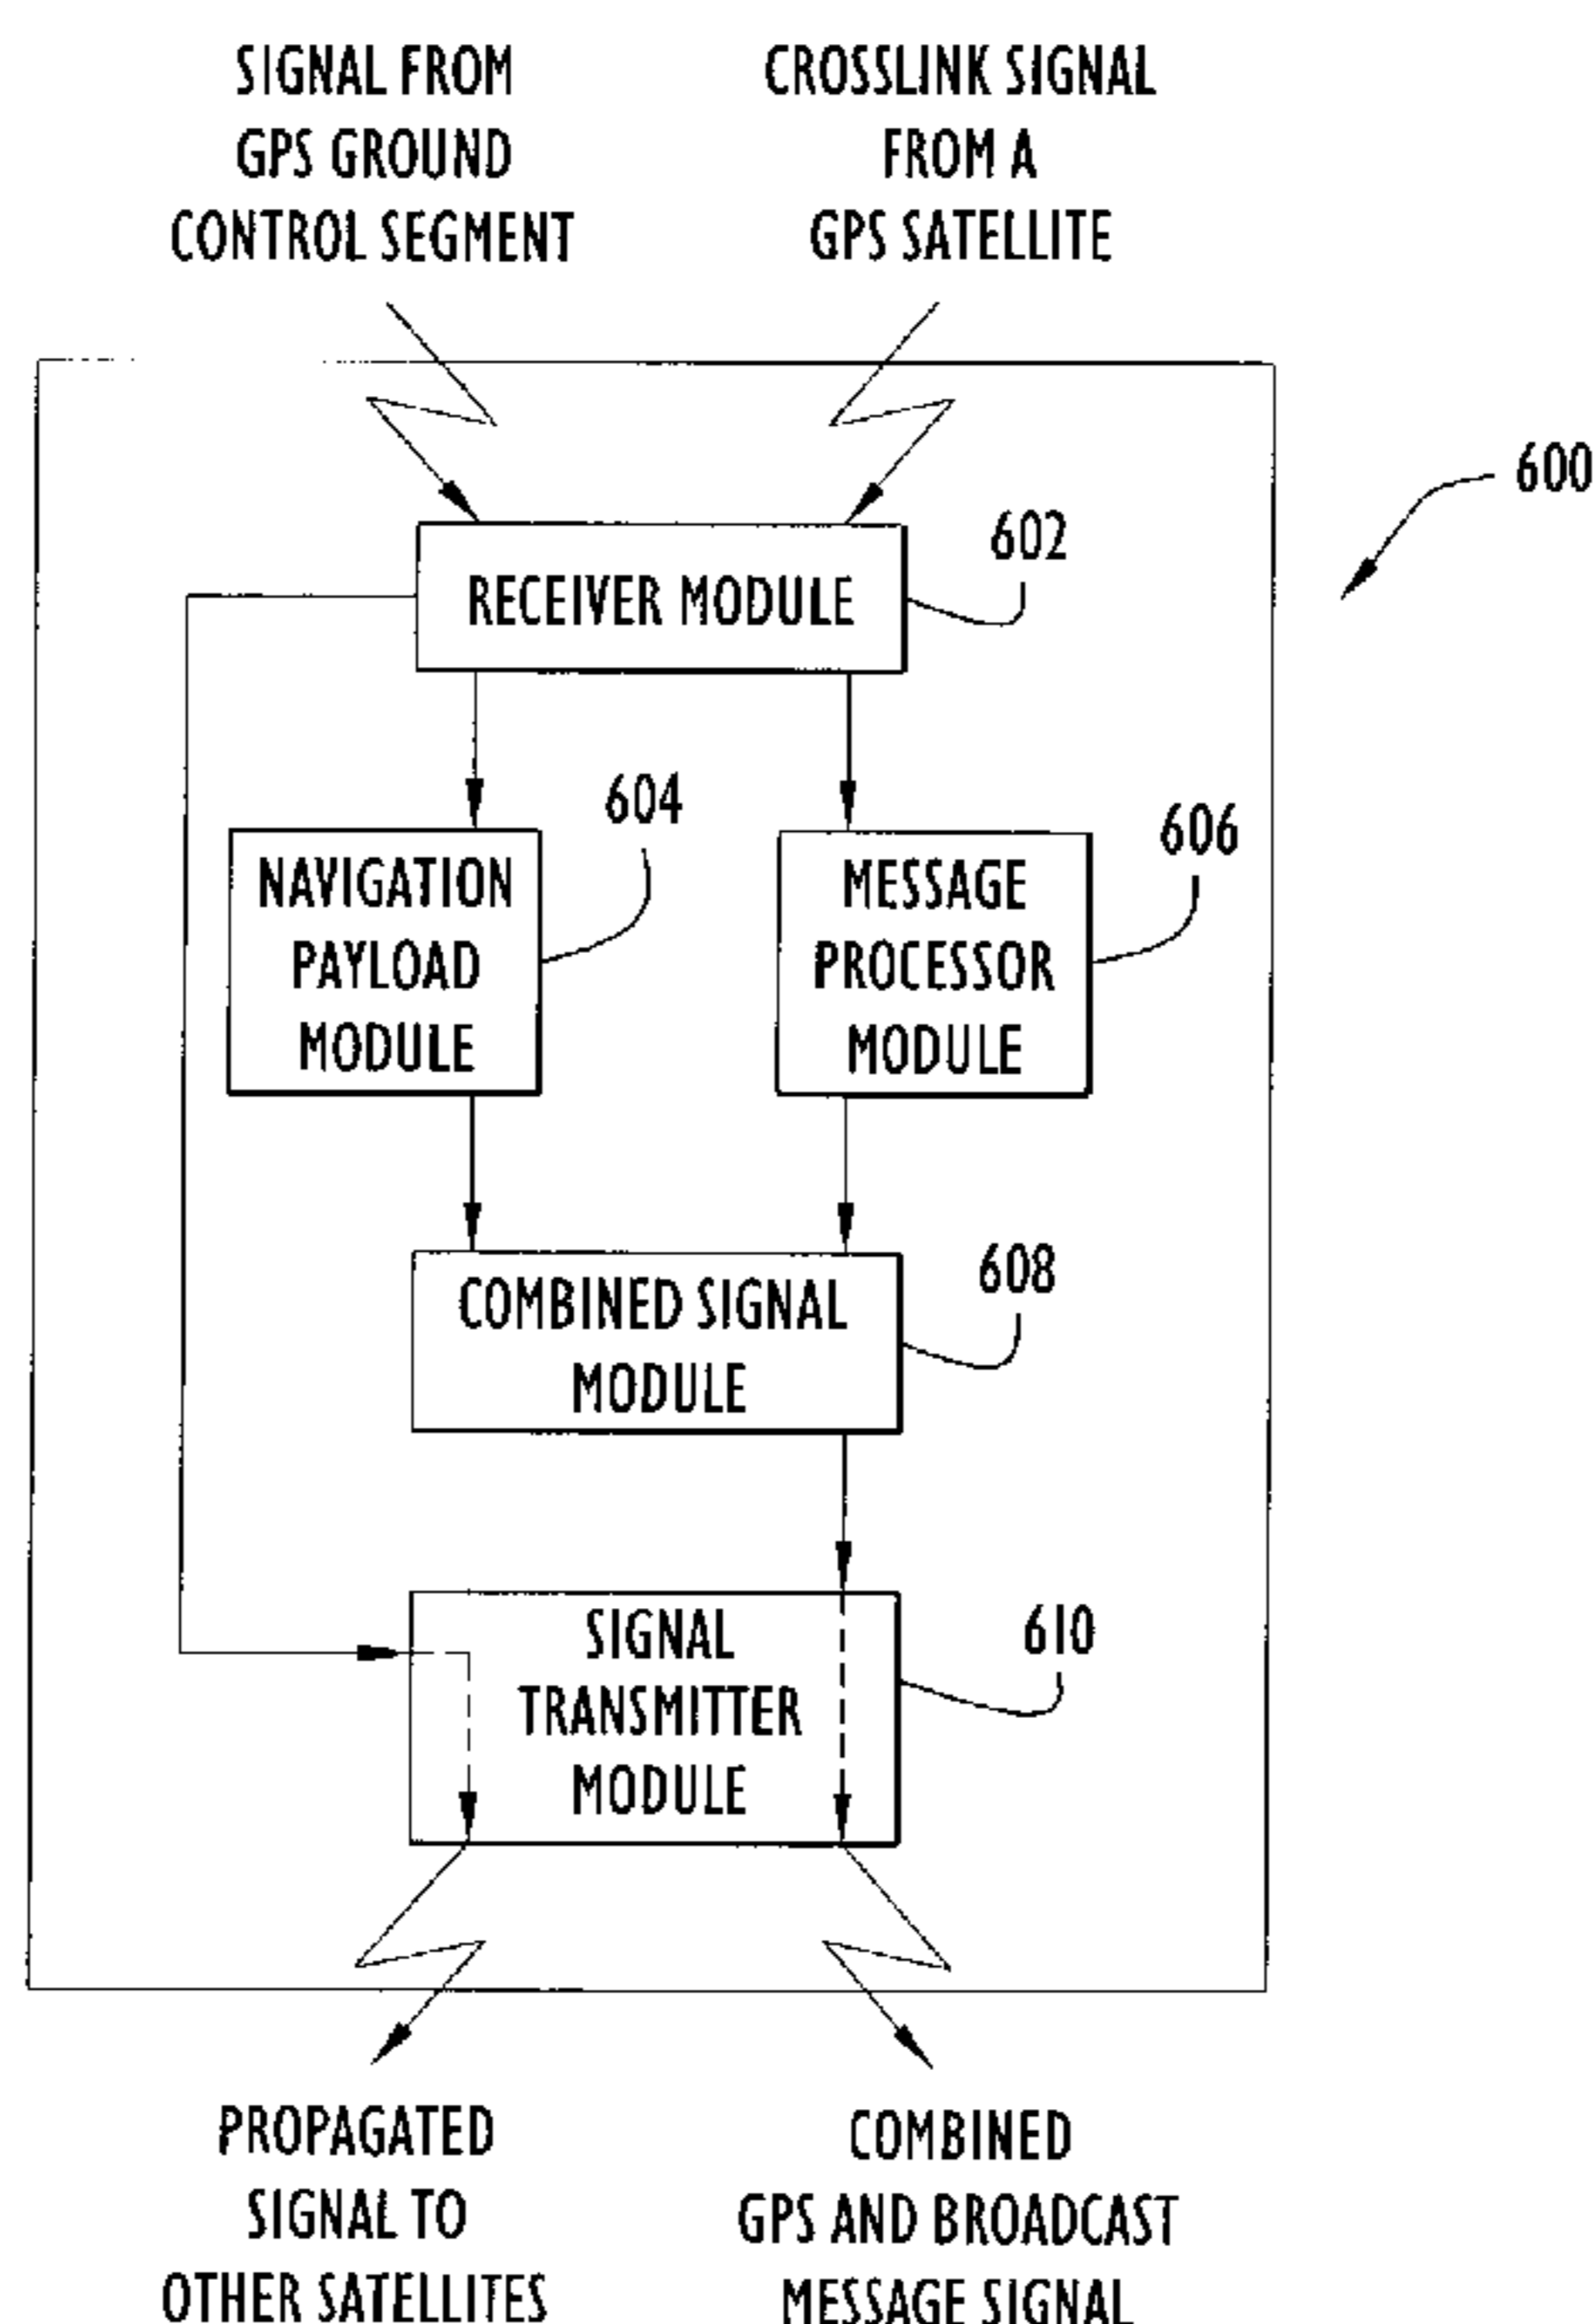 SIGNAL FROM
GPS GROUND
CONTROL SEGMENT
CROSSLINK SIGNAL
FROM A
GPS SATELLITE
600
602
RECEIVER MODULE
604
NAVIGATION
PAYLOAD
MODULE
606
MESSAGE
PROCESSOR
MODULE
608
COMBINED SIGNAL
MODULE
610
SIGNAL
TRANSMITTER
MODULE
PROPAGATED
SIGNAL TO
OTHER SATELLITES
COMBINED
GPS AND BROADCAST
MESSAGE SIGNAL